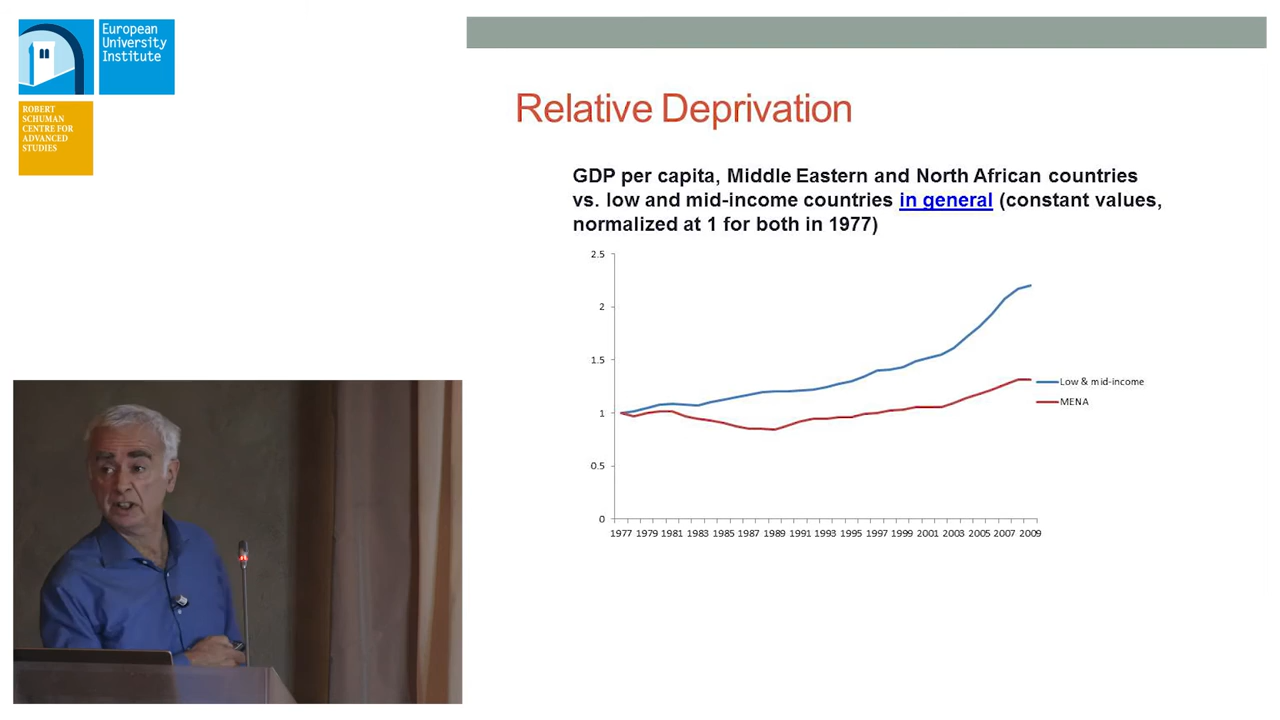 European
University
Institute
ROBERT
SCHUMAN
CENTRE FOR
ADVANCED
STUDIES
Relative Deprivation
GDP per capita, Middle Eastern and North African countries
vs. low and mid-income countries in general (constant values,
normalized at 1 for both in 1977)
2.5
2
1.5
1
0.5
0
Low & mid-income
MENA
1977 1979 1981 1983 1985 1987 1989 1991 1993 1995 1997 1999 2001 2003 2005 2007 2009